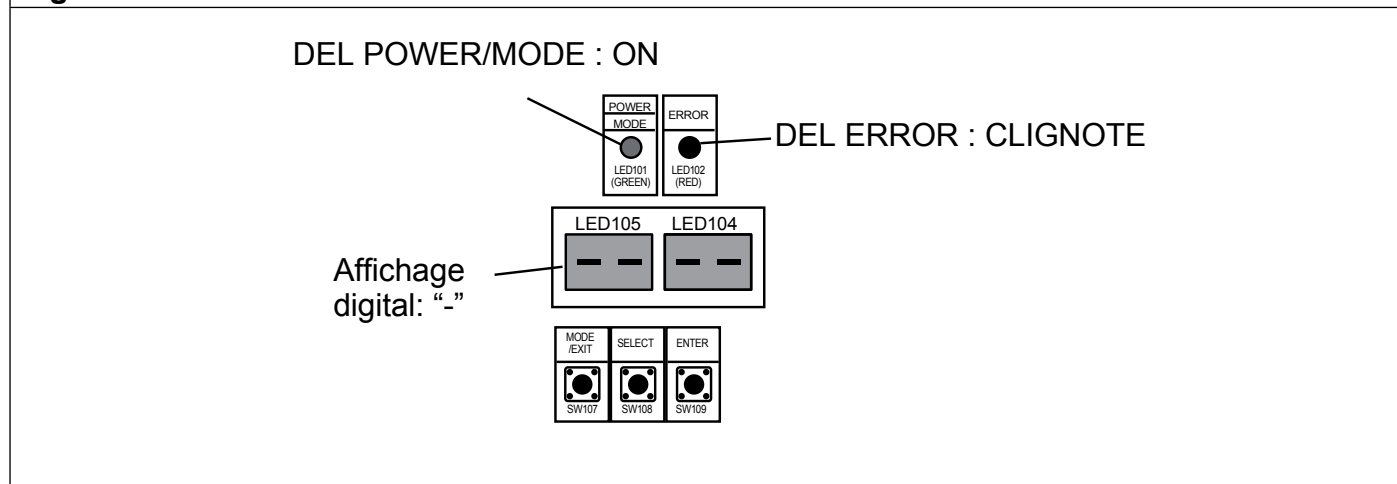 DEL POWER/MODE : ON
POWER
MODE
LED101
(GREEN)
ERROR
LED102
(RED)
DEL ERROR : CLIGNOTE
LED105
LED104
- -
- -
Affichage
digital: “-”
MODE
/EXIT
SW107
SELECT
SW108
ENTER
SW109